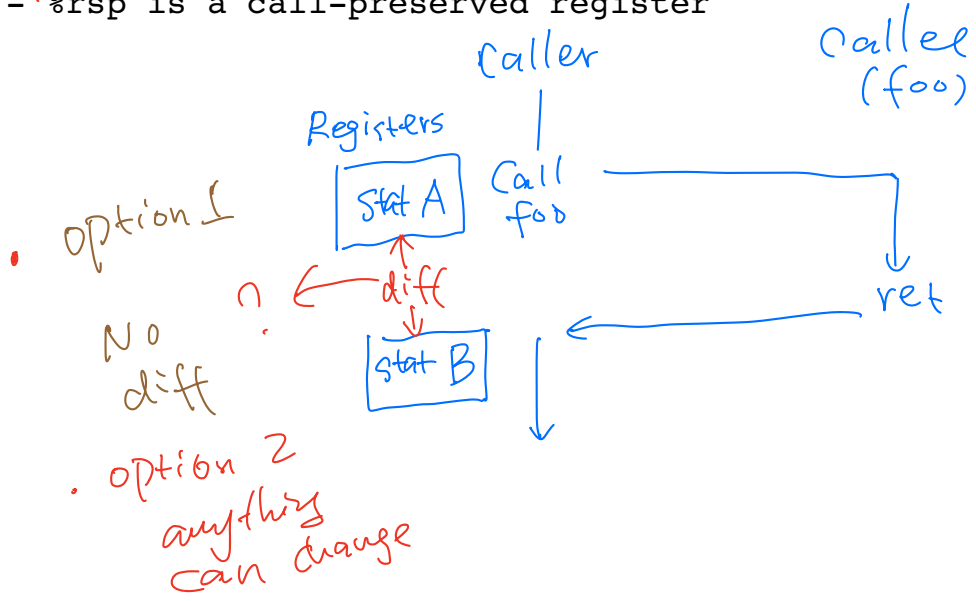 - %rsp is a call-preserved register
Caller
Callee
(foo)
Registers
Stat A
Call
foo
option 1
diff
?
ret
No
diff
stat B
option 2
anything
can change